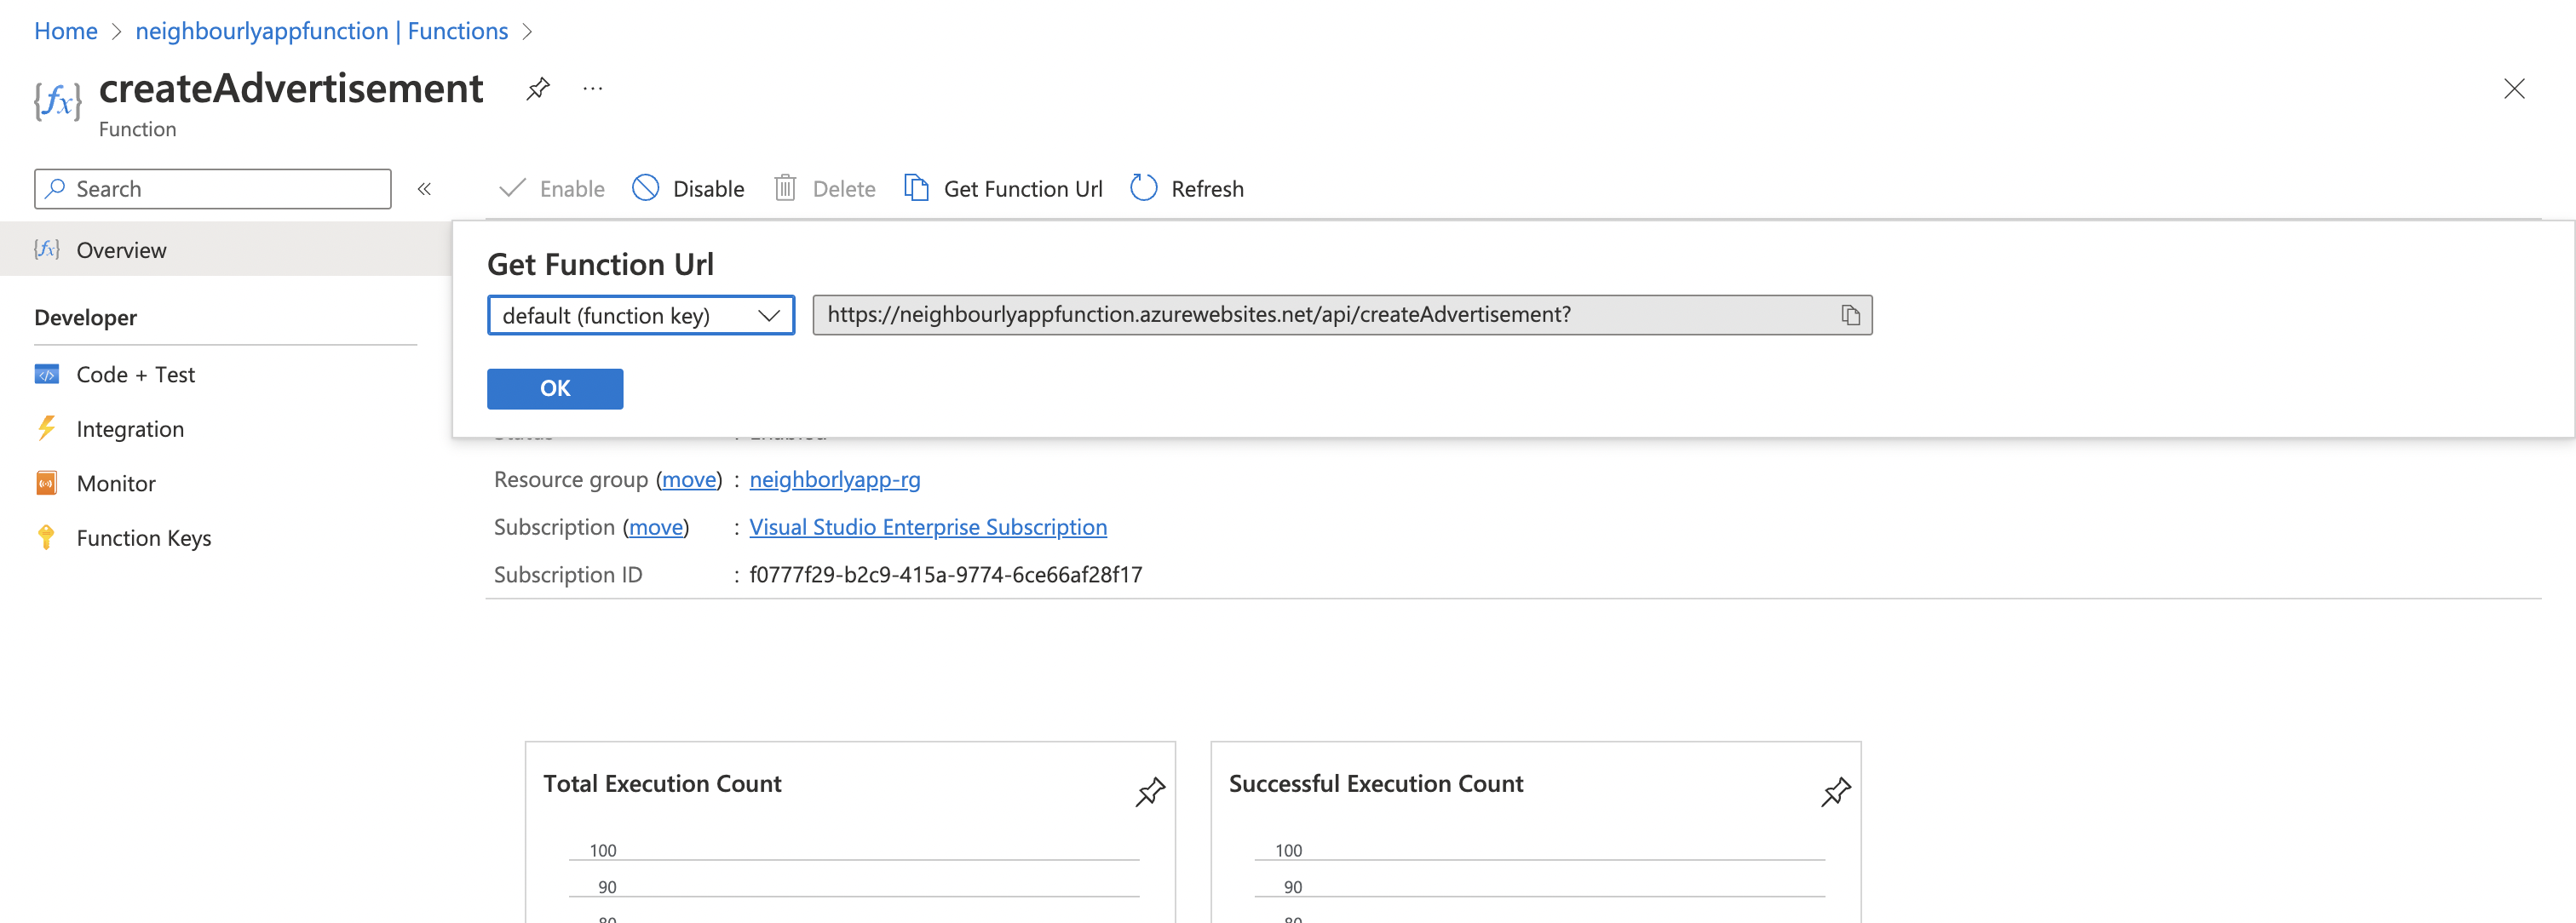 Home > neighbourlyappfunction | Functions >
createAdvertisement ...
Function
Search «
Enable Disable Delete Get Function Url Refresh
Overview
Get Function Url
default (function key) https://neighbourlyappfunction.azurewebsites.net/api/createAdvertisement?
OK
Developer
Code + Test
Integration
Monitor
Function Keys
Resource group (move) : neighborlyapp-rg
Subscription (move) : Visual Studio Enterprise Subscription
Subscription ID : f0777f29-b2c9-415a-9774-6ce66af28f17
Total Execution Count
100
90
Successful Execution Count
100
90